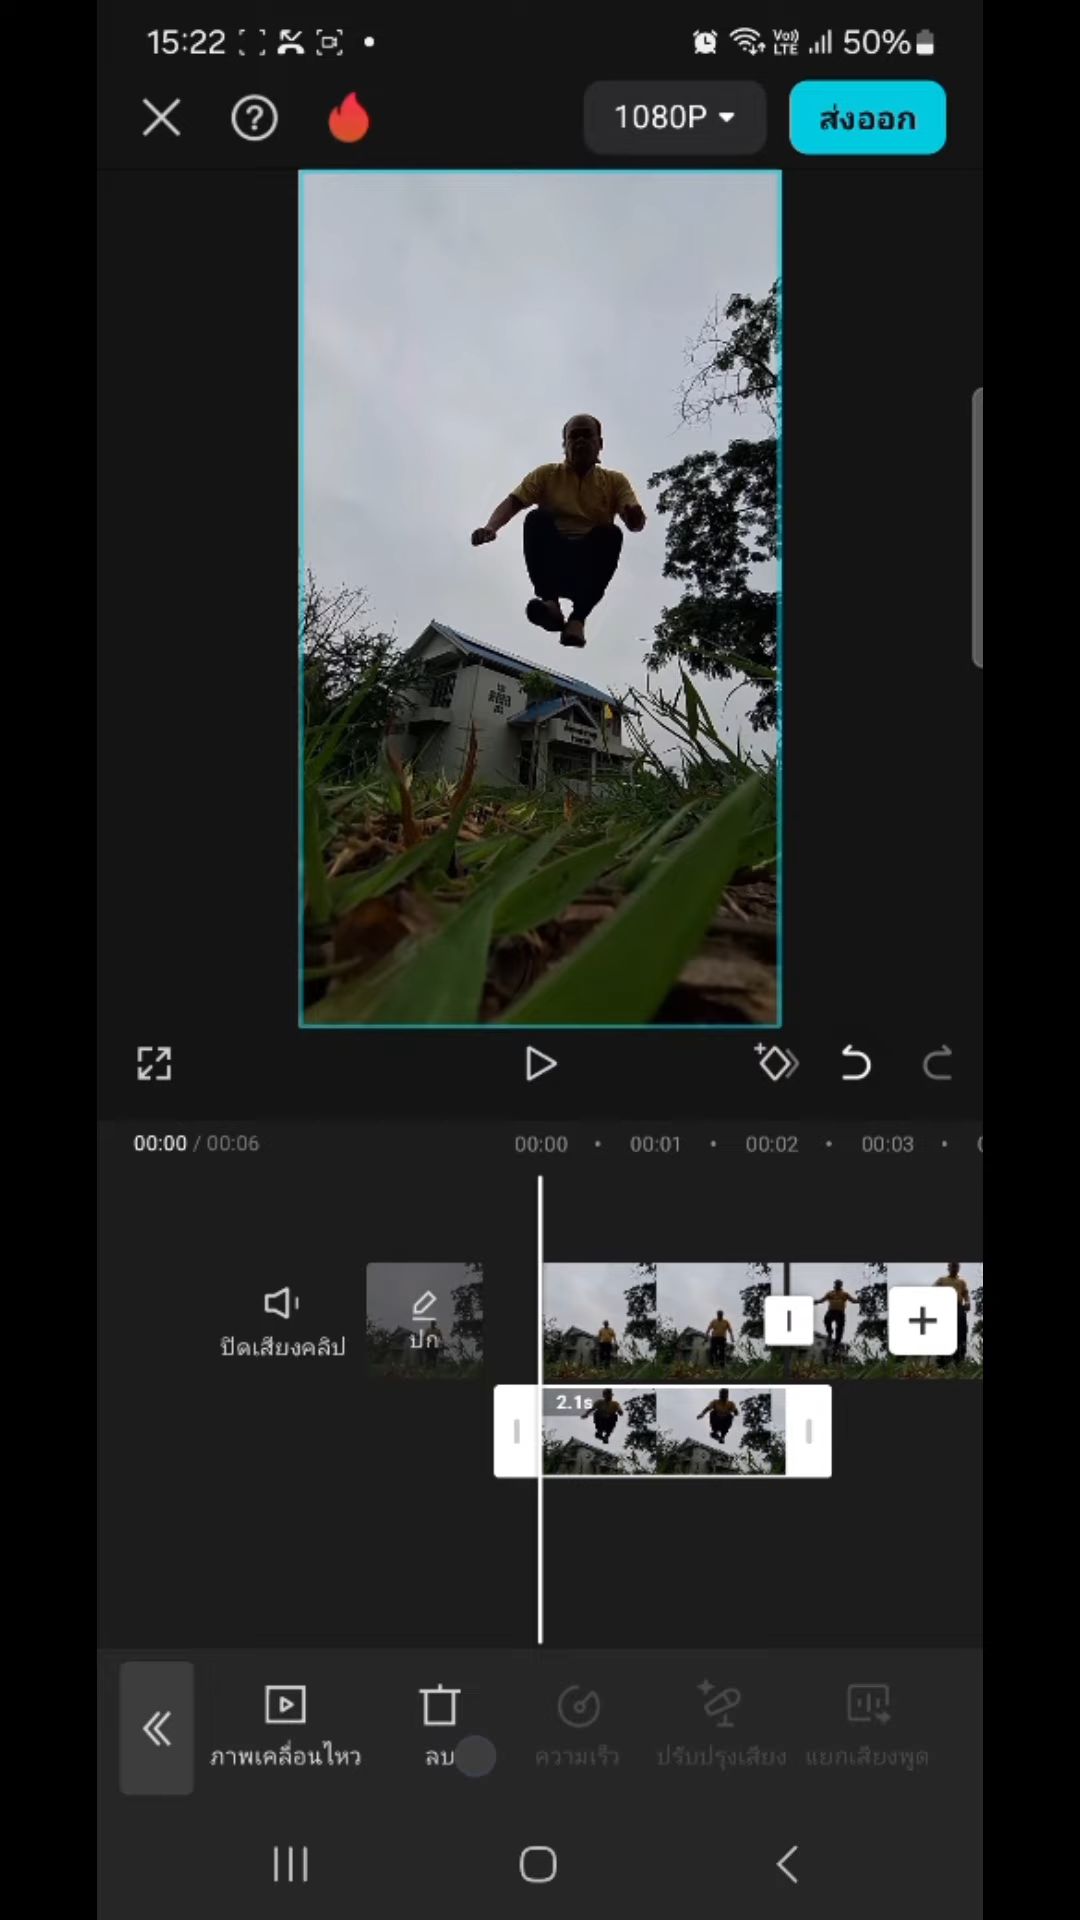 15:22
Vo)) LTE 50%
1080P ส่งออก
00:00 / 00:06 00:00 00:01 00:02 00:03
ปิดเสียงคลิป ปก
2.1s
ภาพเคลื่อนไหว ลบ ความเร็ว ปรับปรุงเสียง แยกเสียงพูด